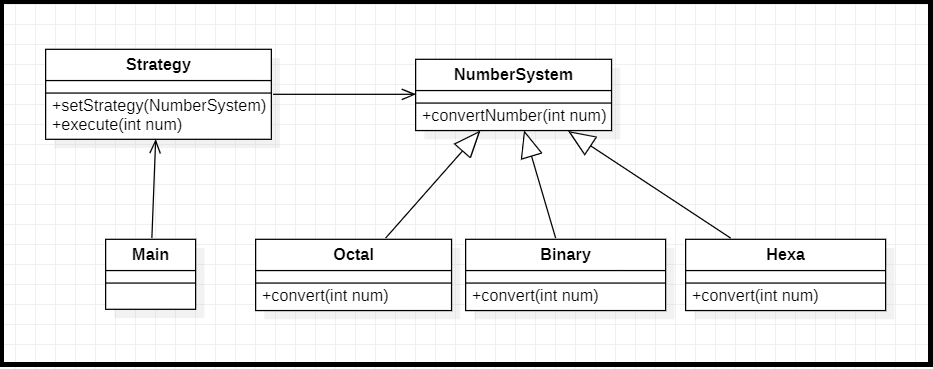 Strategy
+setStrategy(NumberSystem)
+execute(int num)
NumberSystem
+convertNumber(int num)
Main
Octal
+convert(int num)
Binary
+convert(int num)
Hexa
+convert(int num)